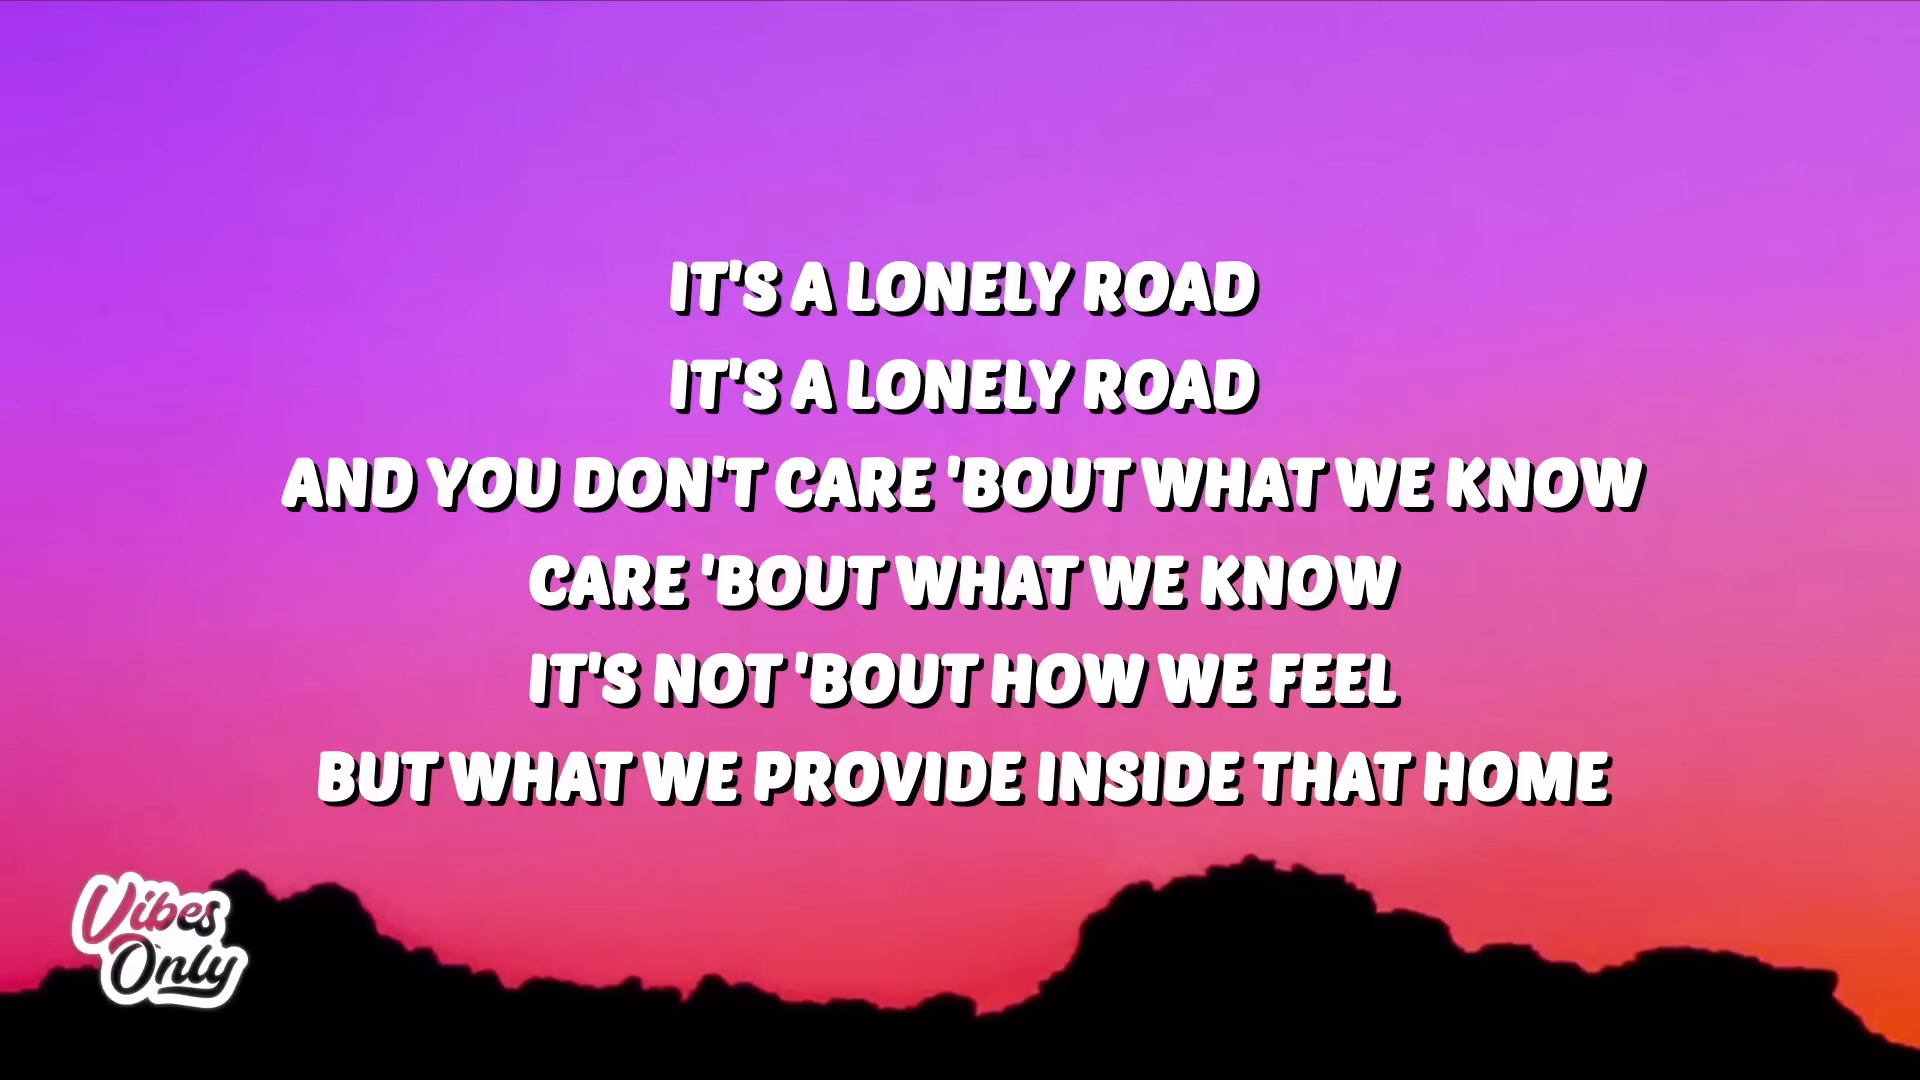 IT'S A LONELY ROAD
IT'S A LONELY ROAD
AND YOU DON'T CARE 'BOUT WHAT WE KNOW
CARE 'BOUT WHAT WE KNOW
IT'S NOT 'BOUT HOW WE FEEL
BUT WHAT WE PROVIDE INSIDE THAT HOME
Vibes
Only